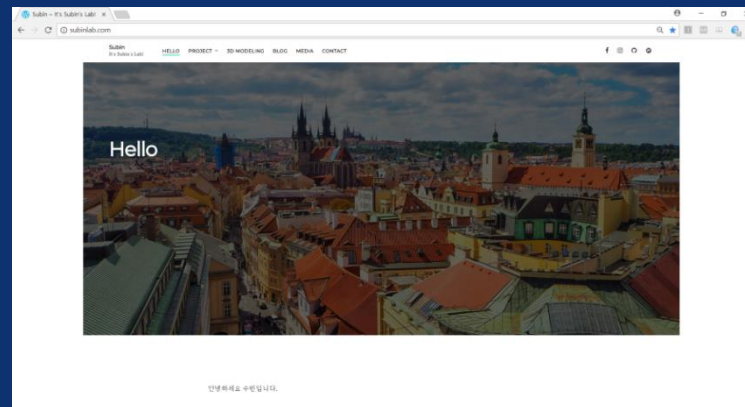 Subin – It's Subin's Lab!
subinlab.com
Subin
It's Subin's Lab!
HELLO PROJECT 3D MODELING BLOG MEDIA CONTACT
Hello
안녕하세요 수빈입니다.